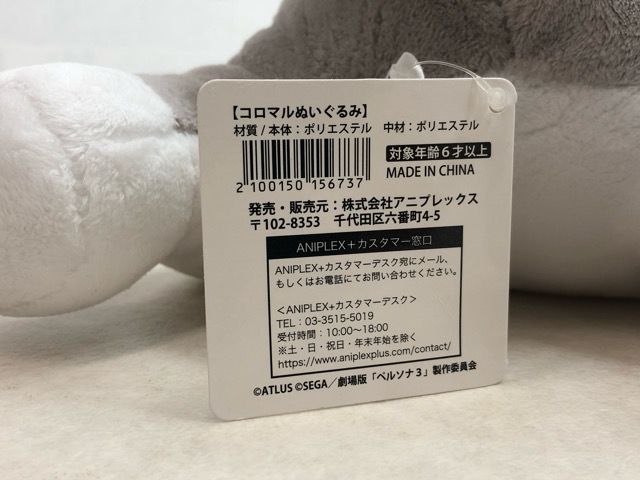 【コロマルぬいぐるみ】
材質/本体：ポリエステル 中材：ポリエステル
対象年齢6才以上
MADE IN CHINA
2 100150 156737
発売・販売元：株式会社アニプレックス
〒102-8353 千代田区六番町4-5
ANIPLEX+カスタマー窓口
ANIPLEX+カスタマーデスク宛にメール、
もしくはお電話にてお問い合わせください。
<ANIPLEX+カスタマーデスク>
TEL：03-3515-5019
受付時間：10:00〜18:00
※土・日・祝日・年末年始を除く
https://www.aniplexplus.com/contact/
©ATLUS ©SEGA／劇場版「ペルソナ3」製作委員会